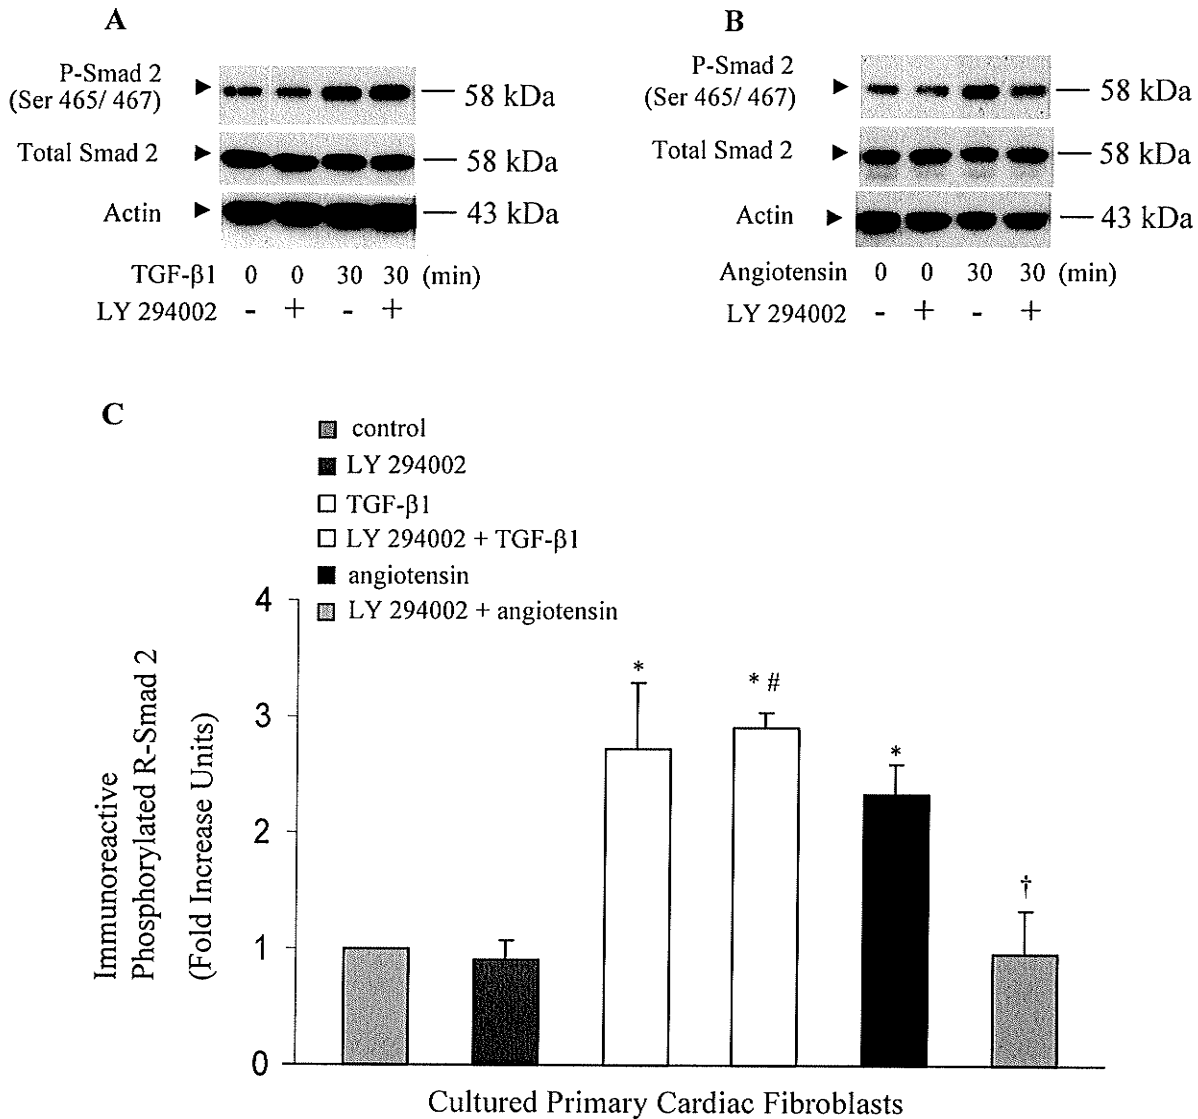 A
P-Smad 2
(Ser 465/ 467)
58 kDa
Total Smad 2
58 kDa
Actin
43 kDa
TGF-β1 0 0 30 30 (min)
LY 294002 - + - +
B
P-Smad 2
(Ser 465/ 467)
58 kDa
Total Smad 2
58 kDa
Actin
43 kDa
Angiotensin 0 0 30 30 (min)
LY 294002 - + - +
C
control
LY 294002
TGF-β1
LY 294002 + TGF-β1
angiotensin
LY 294002 + angiotensin
Immunoreactive
Phosphorylated R-Smad 2
(Fold Increase Units)
4
3
2
1
0
*
* #
*
†
Cultured Primary Cardiac Fibroblasts